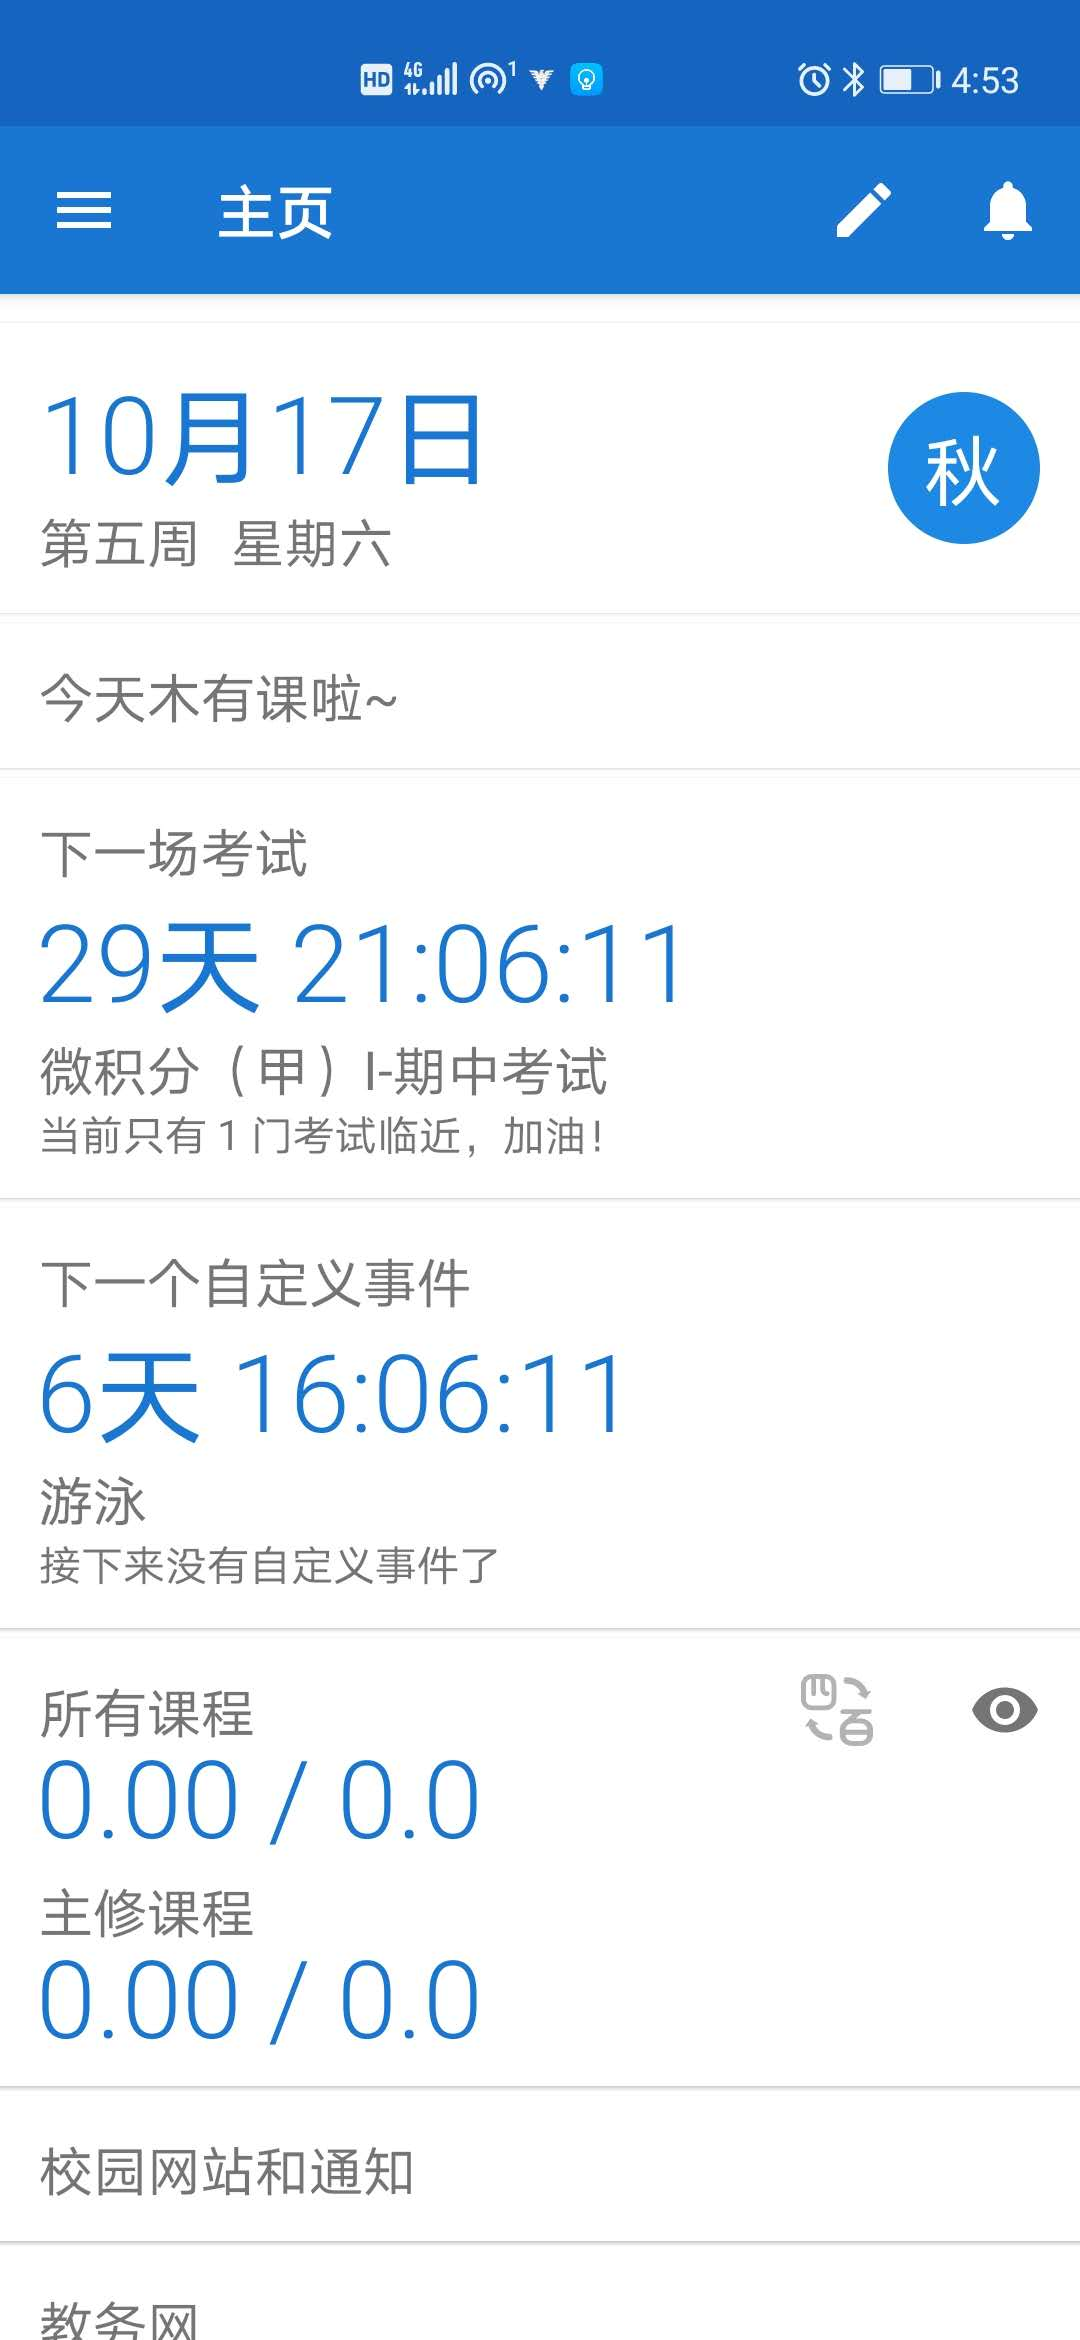 HD 4G 1 4:53
主页
10月17日
秋
第五周 星期六
今天木有课啦~
下一场考试
29天 21:06:11
微积分（甲）I-期中考试
当前只有 1 门考试临近，加油！
下一个自定义事件
6天 16:06:11
游泳
接下来没有自定义事件了
所有课程
0.00 / 0.0
主修课程
0.00 / 0.0
校园网站和通知
教务网